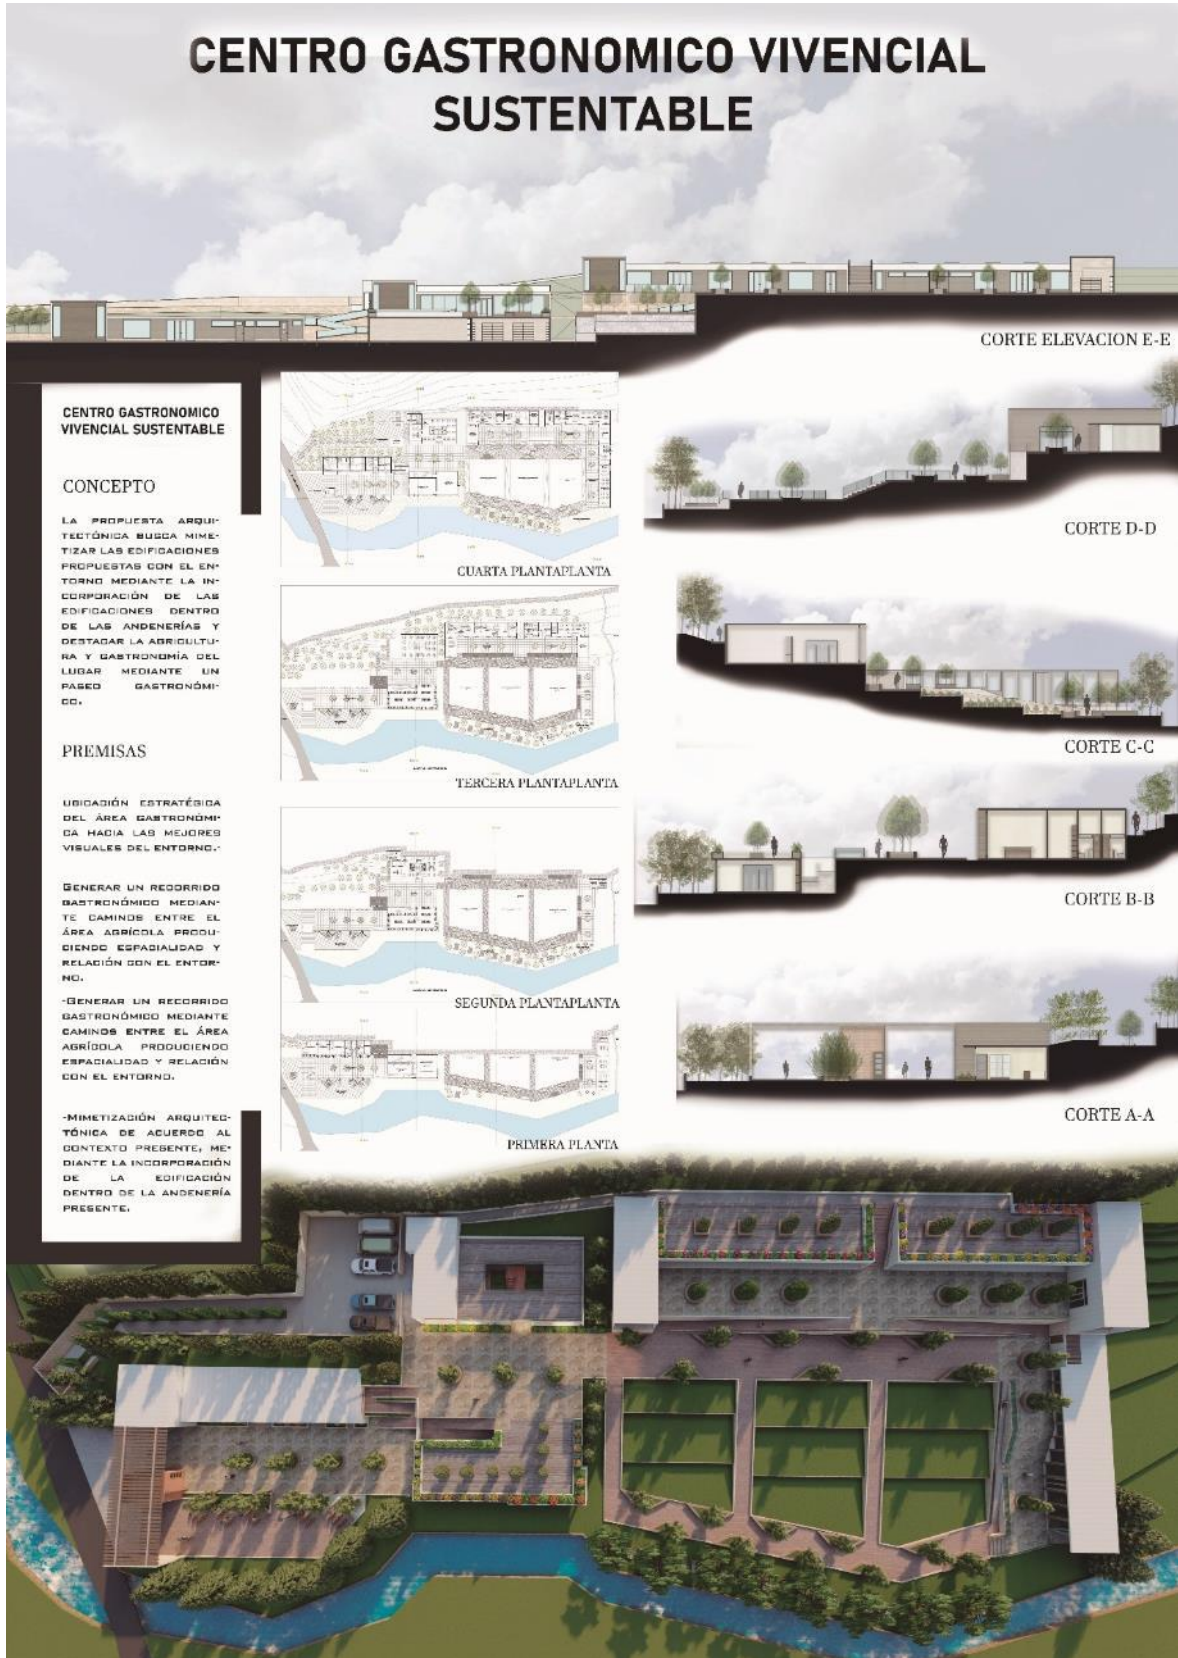 CENTRO GASTRONOMICO VIVENCIAL
SUSTENTABLE
CORTE ELEVACION E-E
CENTRO GASTRONOMICO
VIVENCIAL SUSTENTABLE
CONCEPTO
LA PROPUESTA ARQUI-
TECTÓNICA BUSCA MIME-
TIZAR LAS EDIFICACIONES
PROPUESTAS CON EL EN-
TORNO MEDIANTE LA IN-
CORPORACIÓN DE LAS
EDIFICACIONES DENTRO
DE LAS ANDENERÍAS Y
DESTACAR LA AGRICULTU-
RA Y GASTRONOMÍA DEL
LUGAR MEDIANTE UN
PASEO GASTRONÓMI-
CO.
PREMISAS
UBICACIÓN ESTRATÉGICA
DEL ÁREA GASTRONÓMI-
CA HACIA LAS MEJORES
VISUALES DEL ENTORNO.-
GENERAR UN RECORRIDO
GASTRONÓMICO MEDIAN-
TE CAMINOS ENTRE EL
ÁREA AGRÍCOLA PRODU-
CIENDO ESPACIALIDAD Y
RELACIÓN CON EL ENTOR-
NO.
-GENERAR UN RECORRIDO
GASTRONÓMICO MEDIANTE
CAMINOS ENTRE EL ÁREA
AGRÍCOLA PRODUCIENDO
ESPACIALIDAD Y RELACIÓN
CON EL ENTORNO.
-MIMETIZACIÓN ARQUITEC-
TÓNICA DE ACUERDO AL
CONTEXTO PRESENTE, ME-
DIANTE LA INCORPORACIÓN
DE LA EDIFICACIÓN
DENTRO DE LA ANDENERÍA
PRESENTE.
CUARTA PLANTAPLANTA
TERCERA PLANTAPLANTA
SEGUNDA PLANTAPLANTA
PRIMERA PLANTA
CORTE D-D
CORTE C-C
CORTE B-B
CORTE A-A